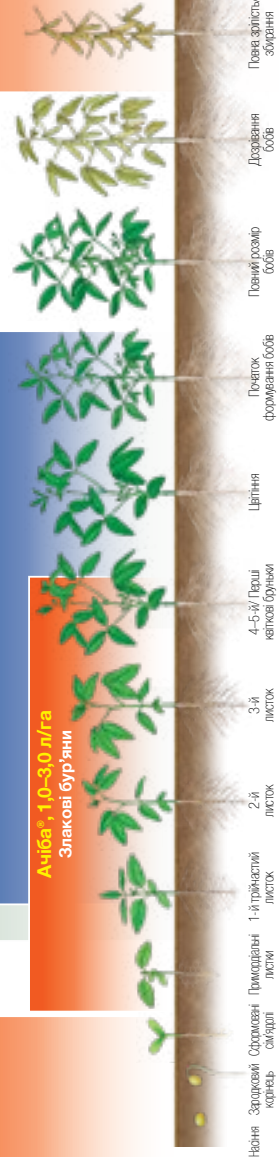 Ачіба®, 1,0–3,0 л/га
Злакові бур’яни
Насіння
Зародковий
корінець
Сформовані
сім’ядолі
Примордіальні
листки
1-й трійчастий
листок
2-й
листок
3-й
листок
4–5-й/ Перші
квіткові бруньки
Цвітіння
Початок
формування бобів
Повний розмір
бобів
Дозрівання
бобів
Повна зрілість/
збирання